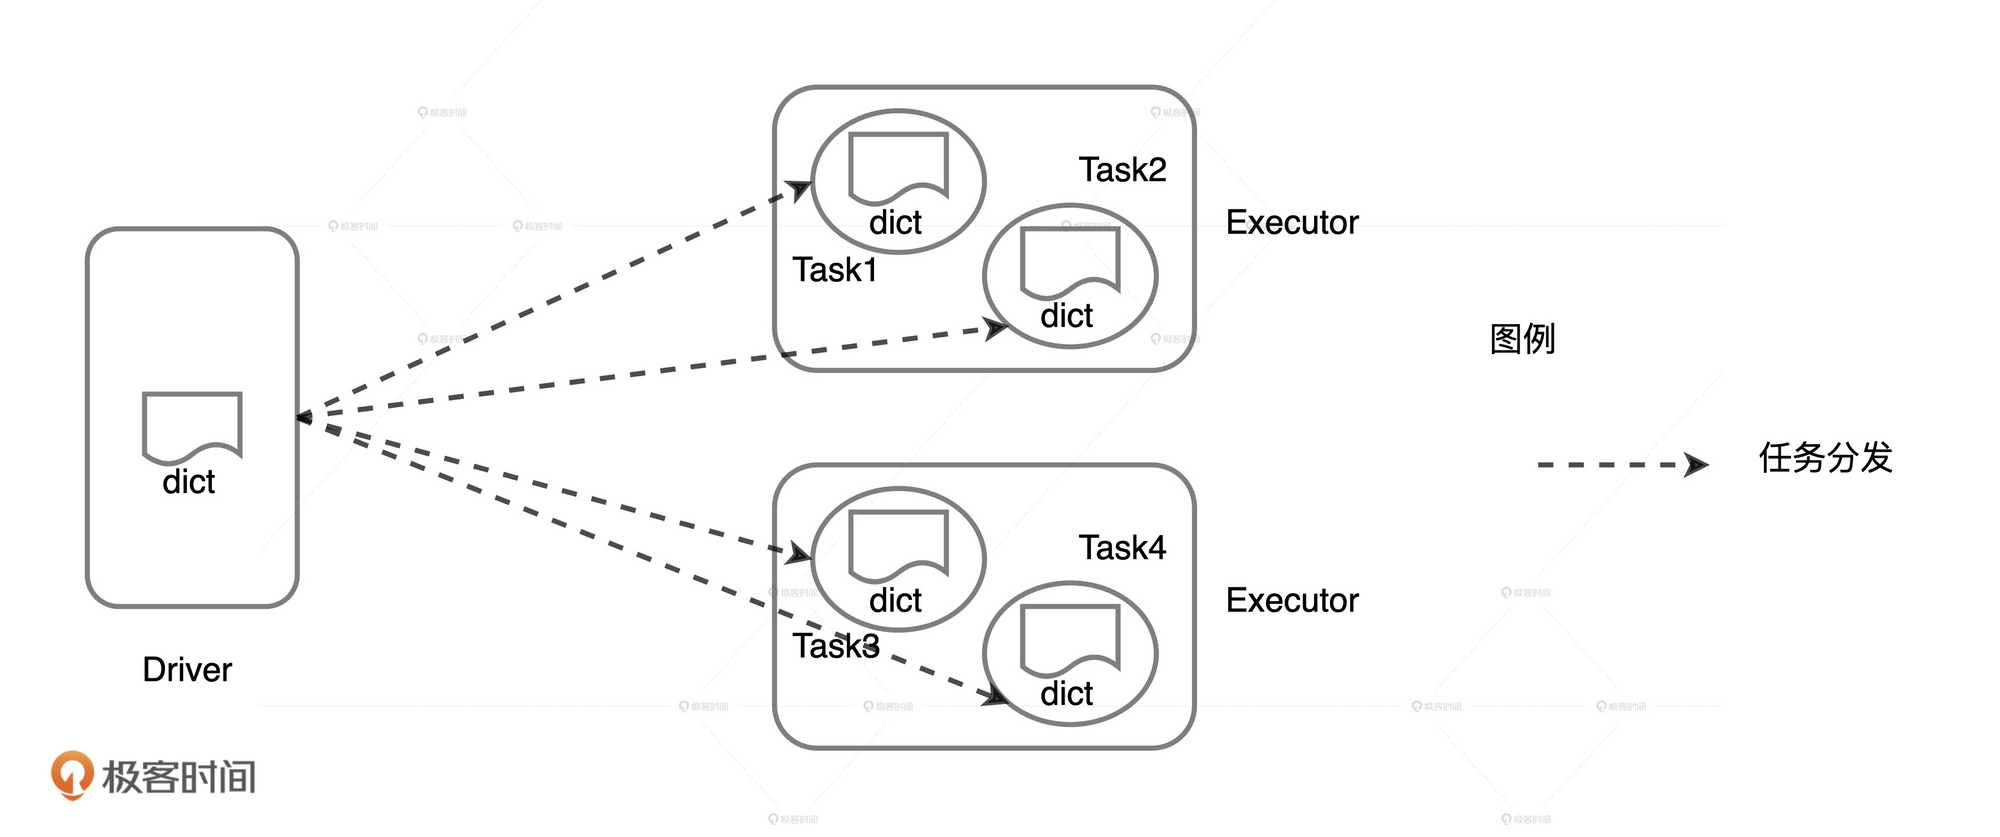 Task2
dict
Executor
Task1
dict
图例
任务分发
dict
Task4
dict
Executor
Task3
Driver
dict
极客时间